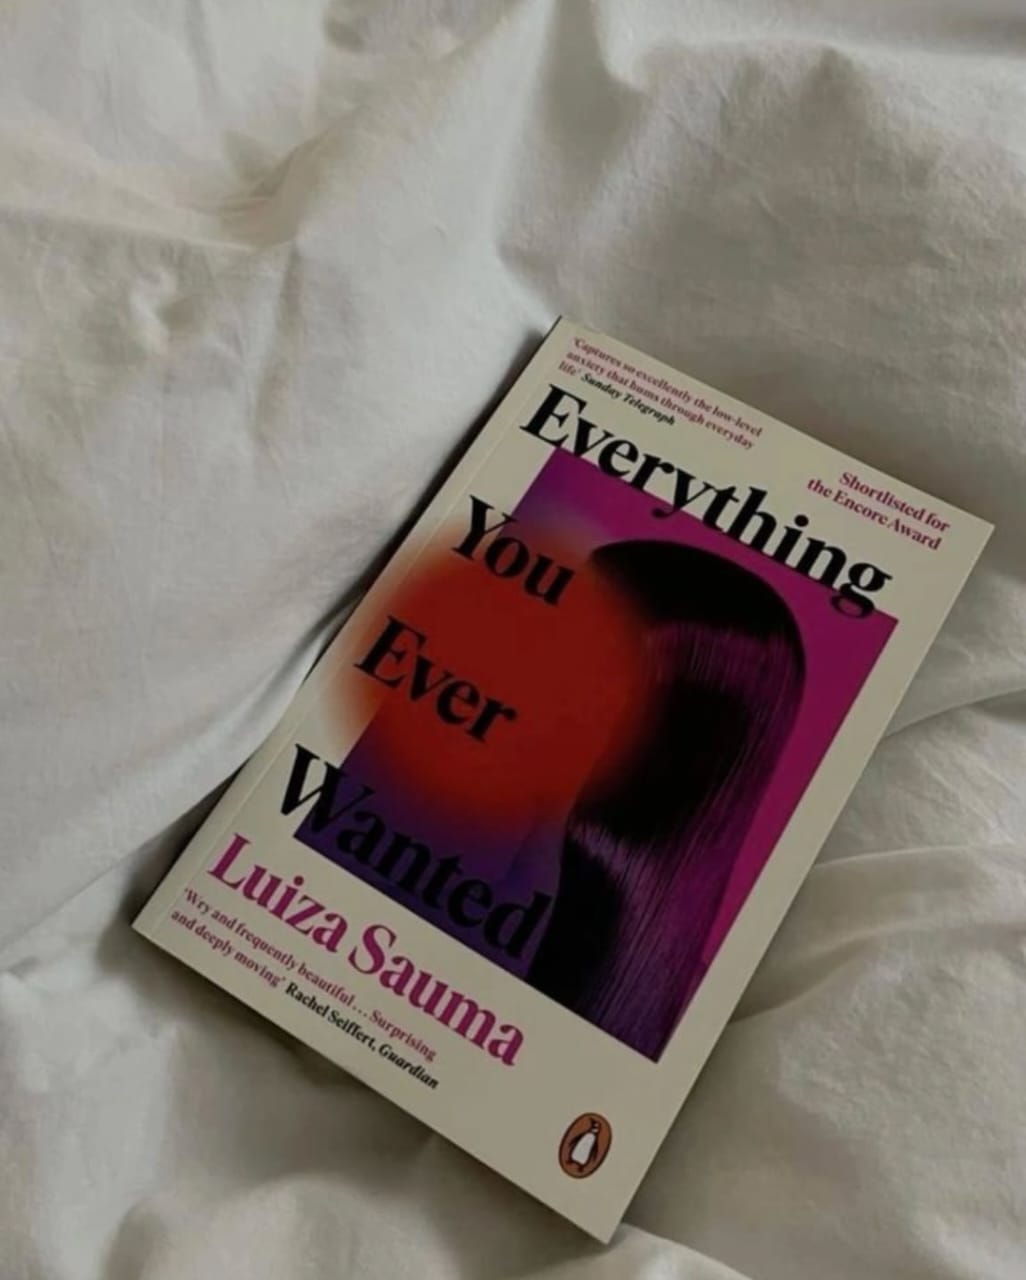 'Captures so excellently the low-level
anxiety that hums through everyday
life' Sunday Telegraph
Everything
Shortlisted for
the Encore Award
You
Ever
Wanted
Luiza Sauma
'Wry and frequently beautiful... Surprising
and deeply moving' Rachel Seiffert, Guardian